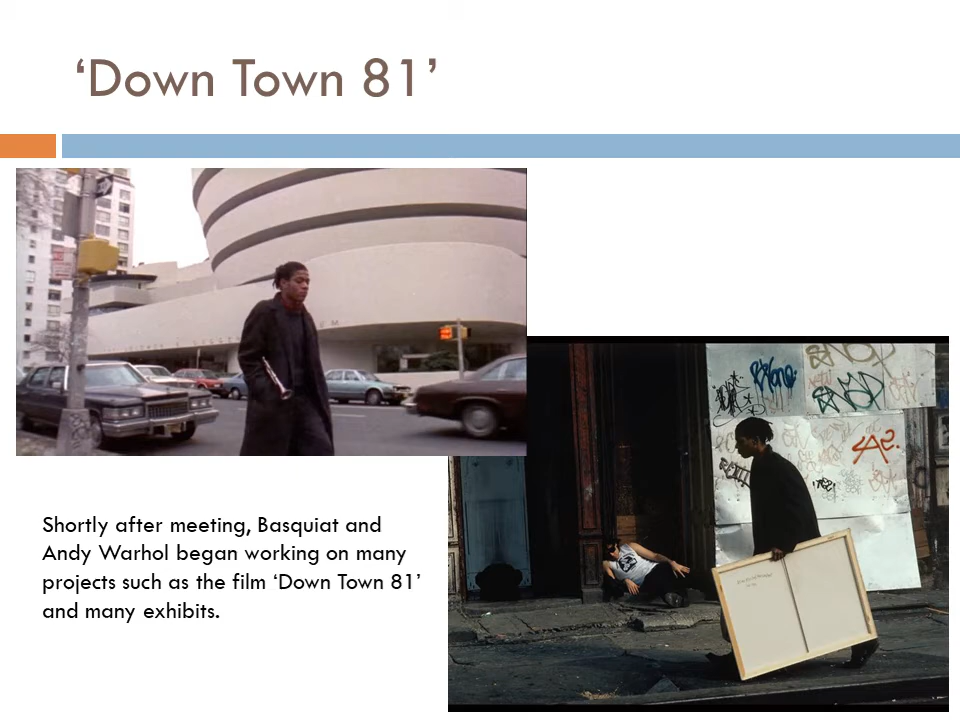 ‘Down Town 81’
Shortly after meeting, Basquiat and
Andy Warhol began working on many
projects such as the film ‘Down Town 81’
and many exhibits.